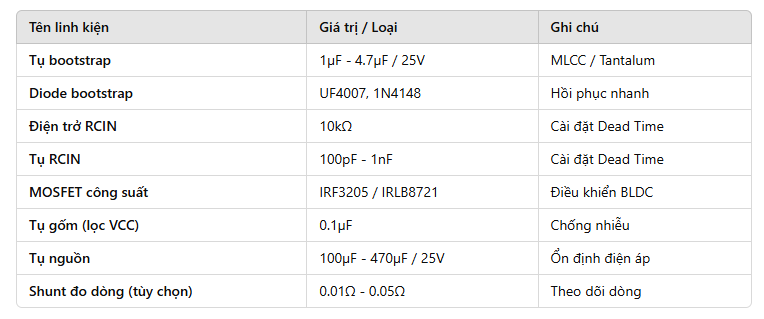 Tên linh kiện Giá trị / Loại Ghi chú
Tụ bootstrap 1µF - 4.7µF / 25V MLCC / Tantalum
Diode bootstrap UF4007, 1N4148 Hồi phục nhanh
Điện trở RCIN 10kΩ Cài đặt Dead Time
Tụ RCIN 100pF - 1nF Cài đặt Dead Time
MOSFET công suất IRF3205 / IRLB8721 Điều khiển BLDC
Tụ gốm (lọc VCC) 0.1µF Chống nhiễu
Tụ nguồn 100µF - 470µF / 25V Ổn định điện áp
Shunt đo dòng (tùy chọn) 0.01Ω - 0.05Ω Theo dõi dòng